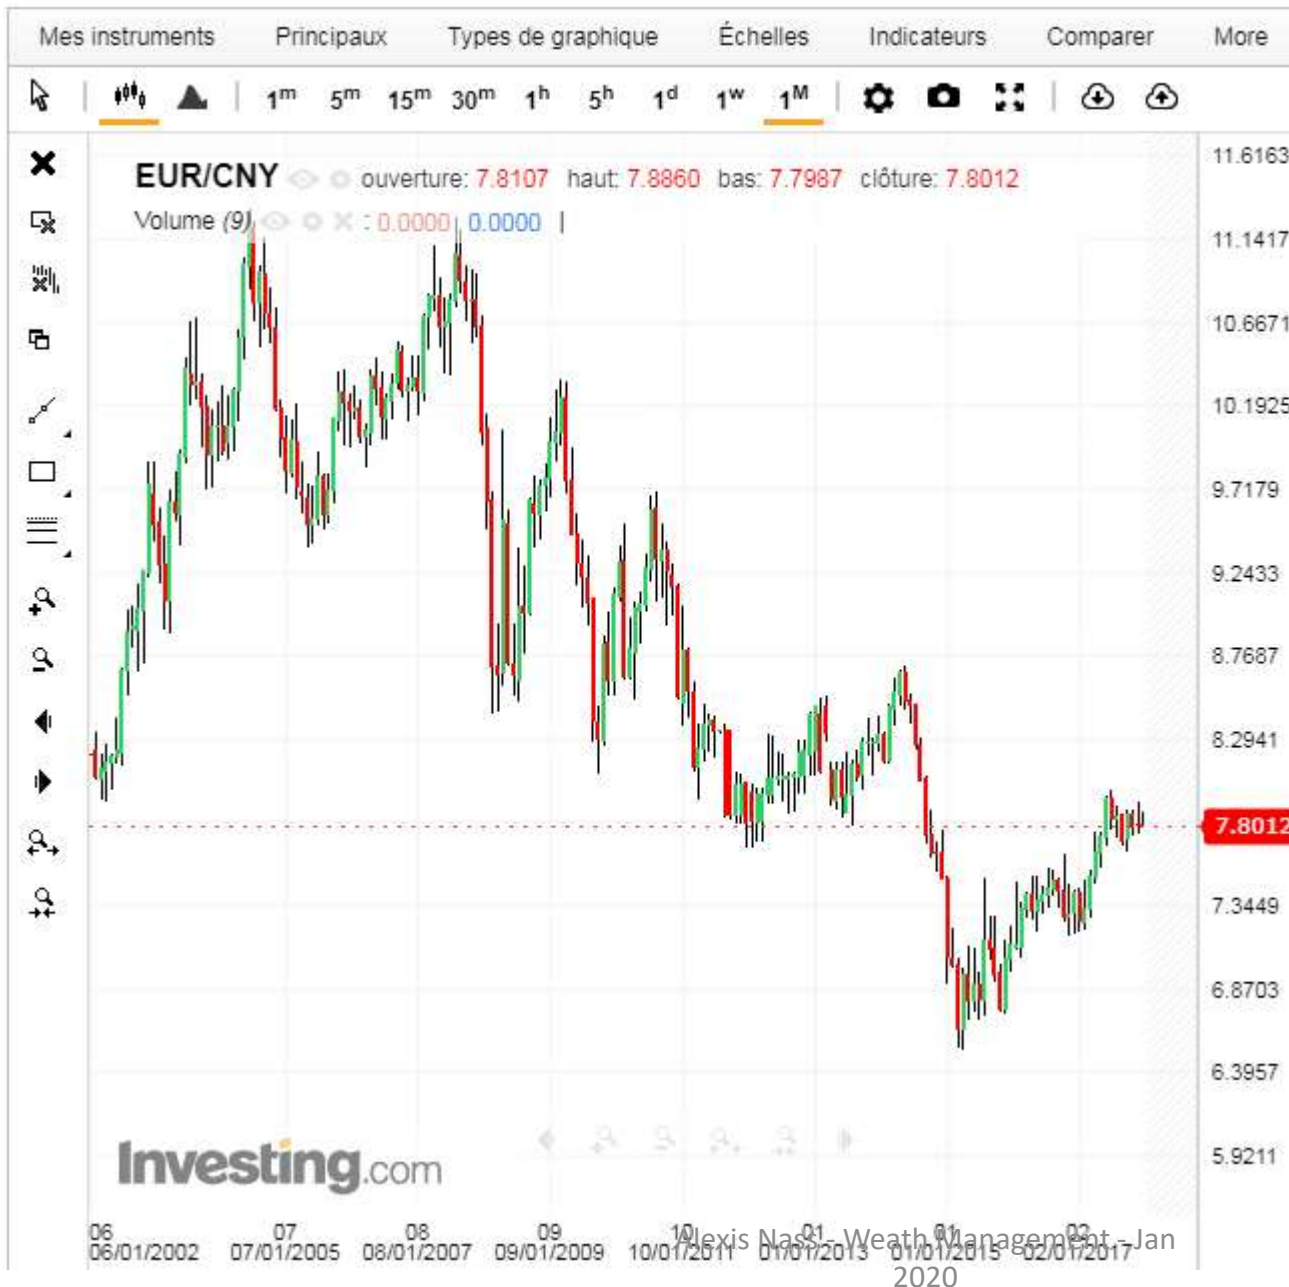 Mes instruments Principaux Types de graphique Échelles Indicateurs Comparer More
1m 5m 15m 30m 1h 5h 1d 1w 1M
EUR/CNY ouverture: 7.8107 haut: 7.8860 bas: 7.7987 clôture: 7.8012
Volume (9) : 0.0000 0.0000
11.6163
11.1417
10.6671
10.1925
9.7179
9.2433
8.7687
8.2941
7.8012
7.3449
6.8703
6.3957
5.9211
Investing.com
06 07 08 09 10 01 01 02
06/01/2002 07/01/2005 08/01/2007 09/01/2009 10/01/2011 01/01/2013 01/01/2015 02/01/2017
Alexis Nass - Weath Management - Jan
2020